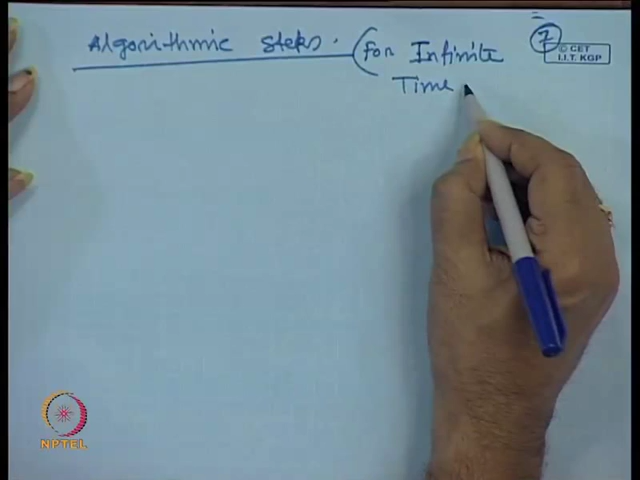 Algorithmic Steps. (For Infinite
Time
7
© CET
I.I.T. KGP
NPTEL